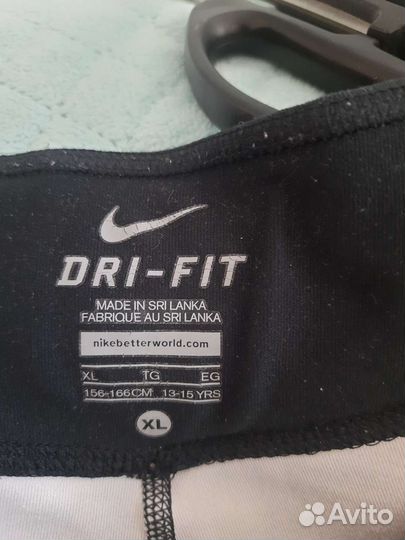 DRI-FIT
MADE IN SRI LANKA
FABRIQUE AU SRI LANKA
nikebetterworld.com
XL TG EG
156-166CM 13-15 YRS
XL
Avito